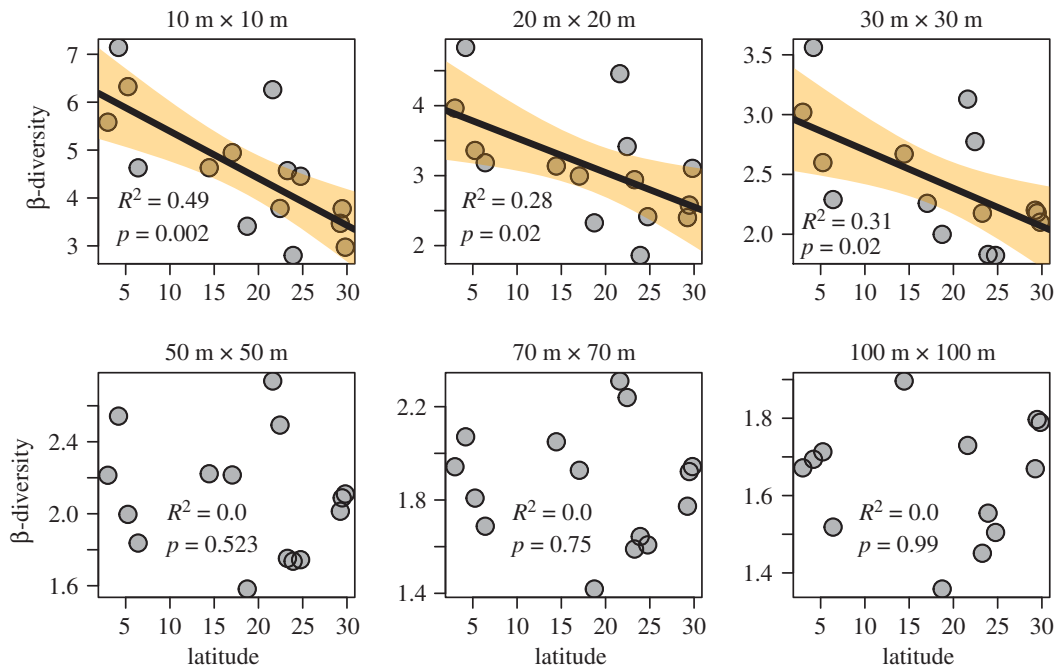 10 m × 10 m
20 m × 20 m
30 m × 30 m
β-diversity
7
6
5
4
3
R² = 0.49
p = 0.002
5 10 15 20 25 30
4
3
2
R² = 0.28
p = 0.02
5 10 15 20 25 30
3.5
3.0
2.5
2.0
R² = 0.31
p = 0.02
5 10 15 20 25 30
50 m × 50 m
70 m × 70 m
100 m × 100 m
β-diversity
2.4
2.0
1.6
R² = 0.0
p = 0.523
5 10 15 20 25 30
latitude
2.2
1.8
1.4
R² = 0.0
p = 0.75
5 10 15 20 25 30
latitude
1.8
1.6
1.4
R² = 0.0
p = 0.99
5 10 15 20 25 30
latitude